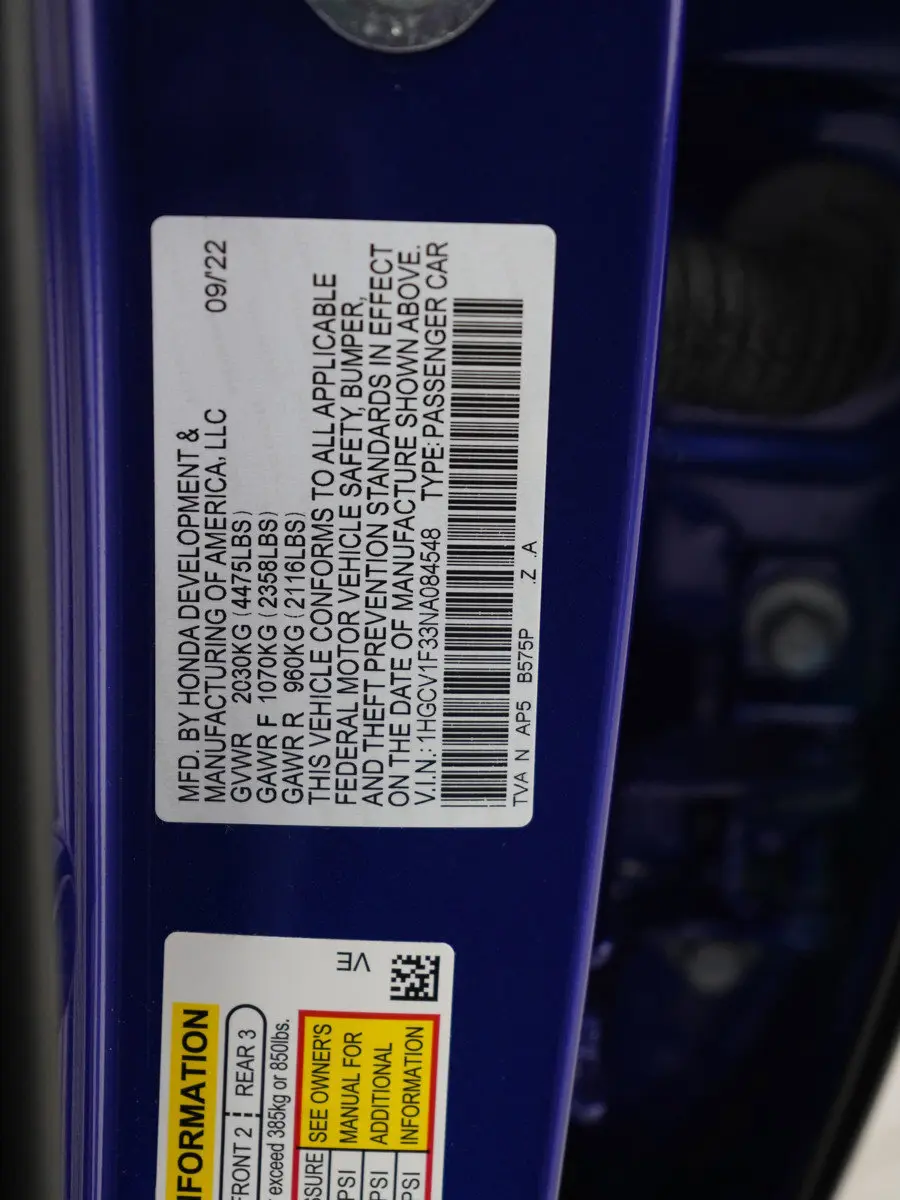 MFD. BY HONDA DEVELOPMENT &
MANUFACTURING OF AMERICA, LLC 09/'22
GVWR 2030KG (4475LBS)
GAWR F 1070KG (2358LBS)
GAWR R 960KG (2116LBS)
THIS VEHICLE CONFORMS TO ALL APPLICABLE
FEDERAL MOTOR VEHICLE SAFETY, BUMPER,
AND THEFT PREVENTION STANDARDS IN EFFECT
ON THE DATE OF MANUFACTURE SHOWN ABOVE.
V.I.N.: 1HGCV1F33NA084548 TYPE: PASSENGER CAR
TVA N AP5 B575P .Z .A
VE
NFORMATION
FRONT 2 REAR 3
exceed 385kg or 850lbs.
SSURE
PSI
PSI
PSI
SEE OWNER'S
MANUAL FOR
ADDITIONAL
INFORMATION